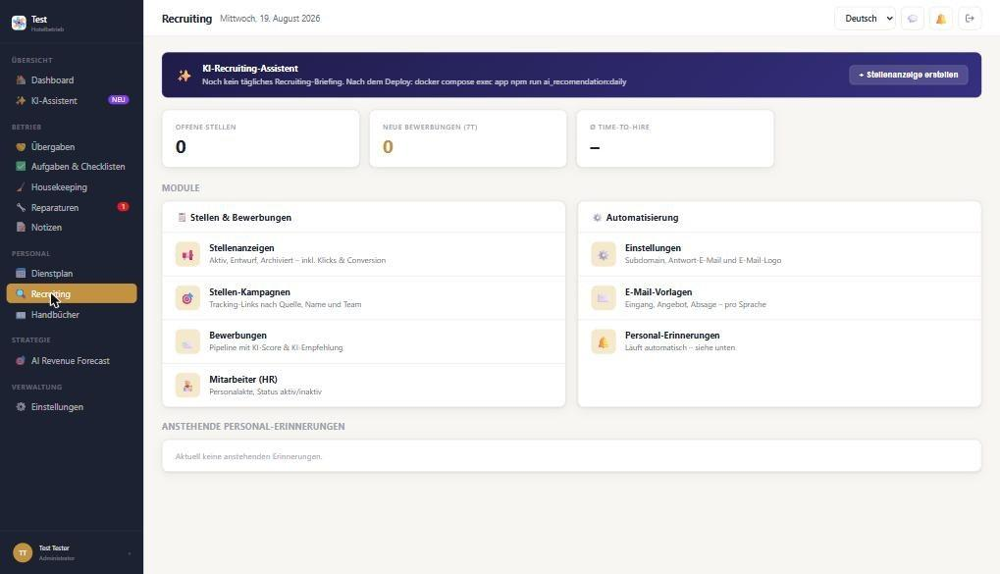 Test
Hotelbetrieb
ÜBERSICHT
Dashboard
KI-Assistent NEU
BETRIEB
Übergaben
Aufgaben & Checklisten
Housekeeping
Reparaturen 1
Notizen
PERSONAL
Dienstplan
Recruiting
Handbücher
STRATEGIE
AI Revenue Forecast
VERWALTUNG
Einstellungen
TT
Test Tester
Administrator
Recruiting Mittwoch, 19. August 2026
Deutsch
KI-Recruiting-Assistent
Noch kein tägliches Recruiting-Briefing. Nach dem Deploy: docker compose exec app npm run ai_recomendation:daily
+ Stellenanzeige erstellen
OFFENE STELLEN
0
NEUE BEWERBUNGEN (7T)
0
Ø TIME-TO-HIRE
–
MODULE
Stellen & Bewerbungen
Stellenanzeigen
Aktiv, Entwurf, Archiviert – inkl. Klicks & Conversion
Stellen-Kampagnen
Tracking-Links nach Quelle, Name und Team
Bewerbungen
Pipeline mit KI-Score & KI-Empfehlung
Mitarbeiter (HR)
Personalakte, Status aktiv/inaktiv
Automatisierung
Einstellungen
Subdomain, Antwort-E-Mail und E-Mail-Logo
E-Mail-Vorlagen
Eingang, Angebot, Absage – pro Sprache
Personal-Erinnerungen
Läuft automatisch – siehe unten
ANSTEHENDE PERSONAL-ERINNERUNGEN
Aktuell keine anstehenden Erinnerungen.